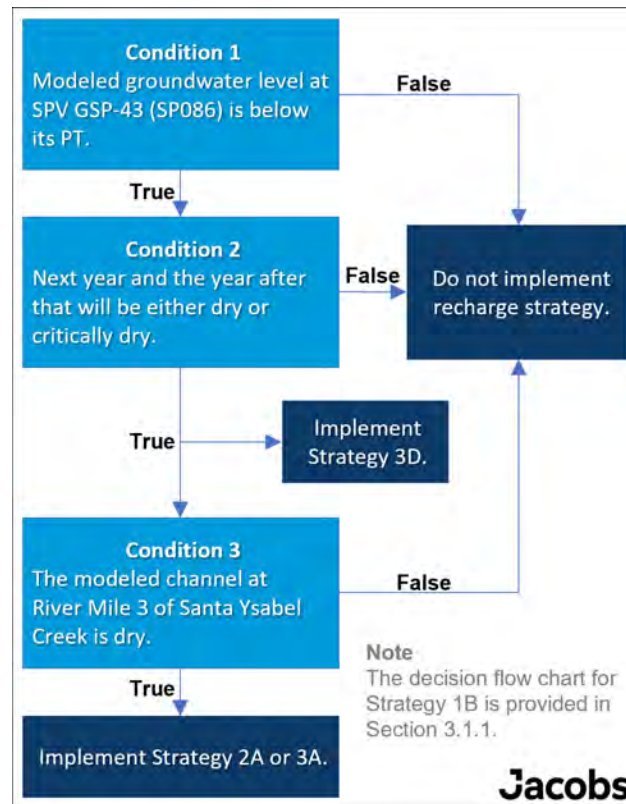 Condition 1
Modeled groundwater level at
SPV GSP-43 (SP086) is below
its PT.
False
True
Condition 2
Next year and the year after
that will be either dry or
critically dry.
False
Do not implement
recharge strategy.
True
Implement
Strategy 3D.
Condition 3
The modeled channel at
River Mile 3 of Santa Ysabel
Creek is dry.
False
True
Note
The decision flow chart for
Strategy 1B is provided in
Section 3.1.1.
Implement Strategy 2A or 3A.
Jacobs